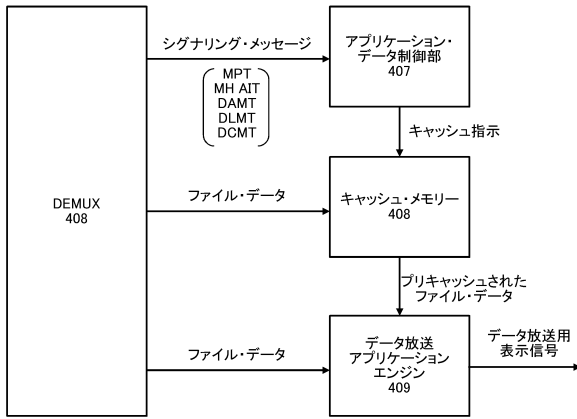 DEMUX
408
シグナリング・メッセージ
MPT
MH AIT
DAMT
DLMT
DCMT
アプリケーション・
データ制御部
407
キャッシュ指示
ファイル・データ
キャッシュ・メモリー
408
プリキャッシュされた
ファイル・データ
ファイル・データ
データ放送
アプリケーション
エンジン
409
データ放送用
表示信号